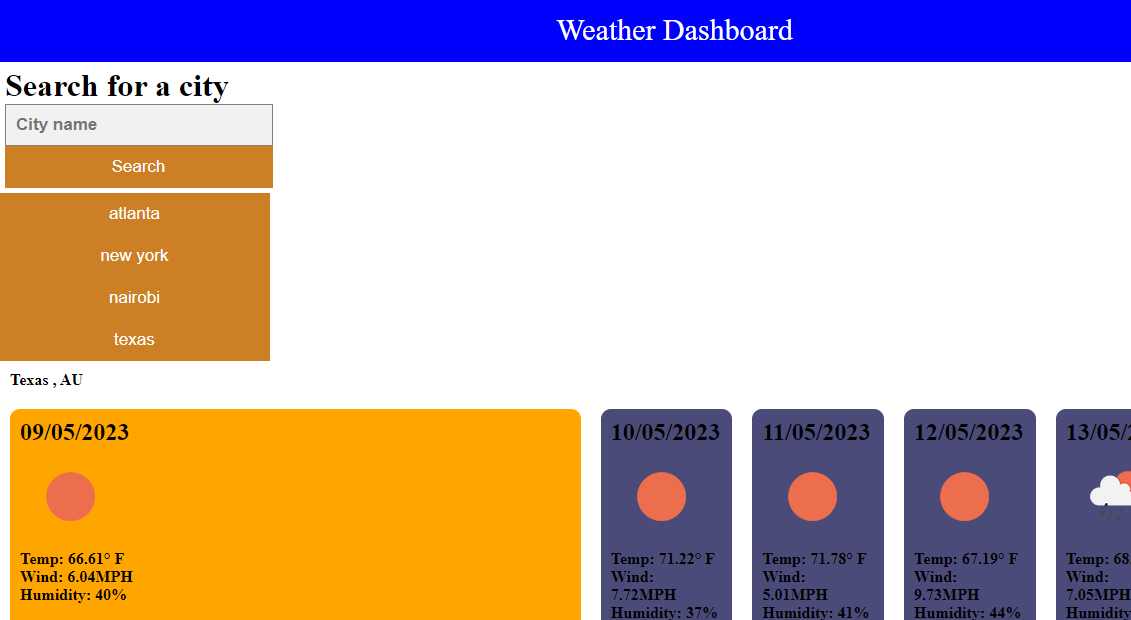 Weather Dashboard
Search for a city
City name
Search
atlanta
new york
nairobi
texas
Texas , AU
09/05/2023
Temp: 66.61° F
Wind: 6.04MPH
Humidity: 40%
10/05/2023
Temp: 71.22° F
Wind:
7.72MPH
Humidity: 37%
11/05/2023
Temp: 71.78° F
Wind:
5.01MPH
Humidity: 41%
12/05/2023
Temp: 67.19° F
Wind:
9.73MPH
Humidity: 44%
13/05/
Temp: 68.
Wind:
7.05MPH
Humidity